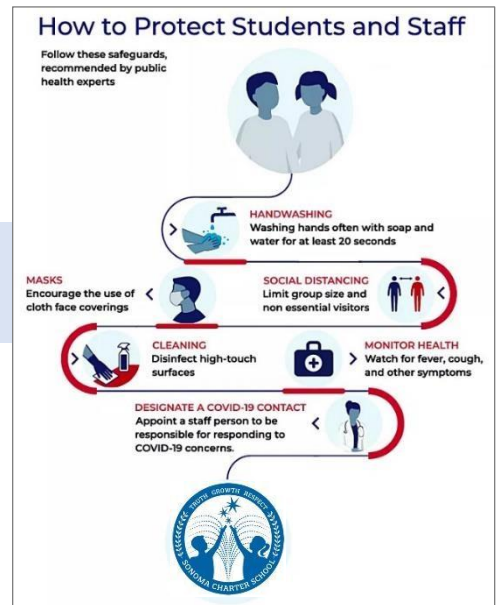 How to Protect Students and Staff
Follow these safeguards,
recommended by public
health experts
HANDWASHING
Washing hands often with soap and
water for at least 20 seconds
MASKS
Encourage the use of
cloth face coverings
SOCIAL DISTANCING
Limit group size and
non essential visitors
CLEANING
Disinfect high-touch
surfaces
MONITOR HEALTH
Watch for fever, cough,
and other symptoms
DESIGNATE A COVID-19 CONTACT
Appoint a staff person to be
responsible for responding to
COVID-19 concerns.
TRUTH GROWTH RESPECT
SONOMA CHARTER SCHOOL